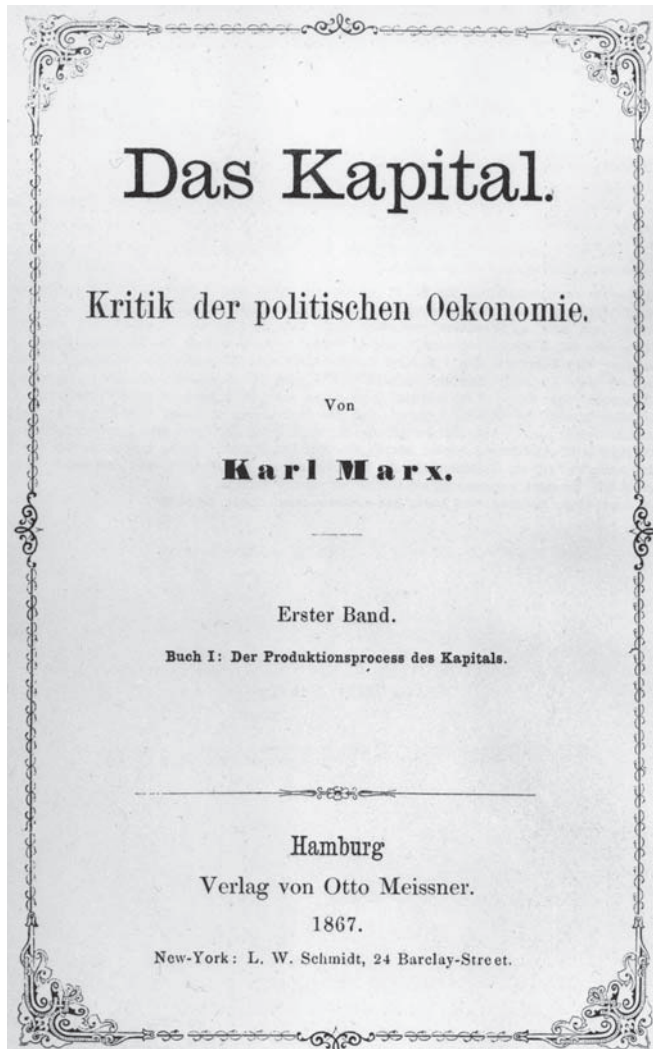 Das Kapital.
Kritik der politischen Oekonomie.
Von
Karl Marx.
Erster Band.
Buch I: Der Produktionsprocess des Kapitals.
Hamburg
Verlag von Otto Meissner.
1867.
New-York: L. W. Schmidt, 24 Barclay-Street.